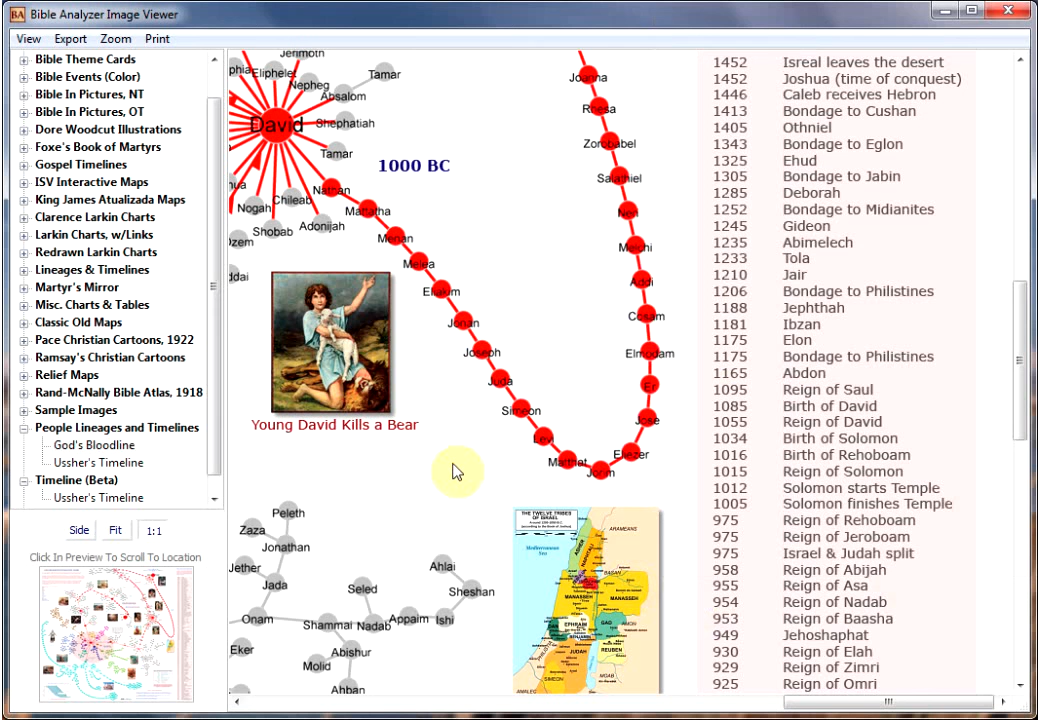 Bible Analyzer Image Viewer
View Export Zoom Print
Bible Theme Cards
Bible Events (Color)
Bible In Pictures, NT
Bible In Pictures, OT
Dore Woodcut Illustrations
Foxe's Book of Martyrs
Gospel Timelines
ISV Interactive Maps
King James Atualizada Maps
Clarence Larkin Charts
Larkin Charts, w/Links
Redrawn Larkin Charts
Lineages & Timelines
Martyr's Mirror
Misc. Charts & Tables
Classic Old Maps
Pace Christian Cartoons, 1922
Ramsay's Christian Cartoons
Relief Maps
Rand-McNally Bible Atlas, 1918
Sample Images
People Lineages and Timelines
God's Bloodline
Ussher's Timeline
Timeline (Beta)
Ussher's Timeline
Side Fit 1:1
Click In Preview To Scroll To Location
Jerimoth
Eliphelet
Nepheg
Tamar
Absalom
David
Shephatiah
Tamar
1000 BC
Nathan
Chileab
Nogah
Adonijah
Shobab
Mattatha
Menan
Melea
Eliakim
Jonan
Joseph
Juda
Simeon
Levi
Matthat
Jorim
Eliezer
Jose
Er
Elmodam
Cosam
Addi
Melchi
Neri
Salathiel
Zorobabel
Rhesa
Joanna
Young David Kills a Bear
Peleth
Zaza
Jonathan
Jether
Jada
Onam
Seled
Ahlai
Sheshan
Shammai
Nadab
Appaim
Ishi
Eker
Abishur
Molid
Ahban
THE TWELVE TRIBES
OF ISRAEL
Mediterranean
Sea
ARAMEANS
ASHER
NAPHTALI
BASAN
MANASSEH
MANASSEH
EPHRAIM
GAD
AMON
DAN
BENJAMIN
REUBEN
JUDAH
SIMEON
MOAB
1452 Isreal leaves the desert
1452 Joshua (time of conquest)
1446 Caleb receives Hebron
1413 Bondage to Cushan
1405 Othniel
1343 Bondage to Eglon
1325 Ehud
1305 Bondage to Jabin
1285 Deborah
1252 Bondage to Midianites
1245 Gideon
1235 Abimelech
1233 Tola
1210 Jair
1206 Bondage to Philistines
1188 Jephthah
1181 Ibzan
1175 Elon
1175 Bondage to Philistines
1165 Abdon
1095 Reign of Saul
1085 Birth of David
1055 Reign of David
1034 Birth of Solomon
1016 Birth of Rehoboam
1015 Reign of Solomon
1012 Solomon starts Temple
1005 Solomon finishes Temple
975 Reign of Rehoboam
975 Reign of Jeroboam
975 Israel & Judah split
958 Reign of Abijah
955 Reign of Asa
954 Reign of Nadab
953 Reign of Baasha
949 Jehoshaphat
930 Reign of Elah
929 Reign of Zimri
925 Reign of Omri